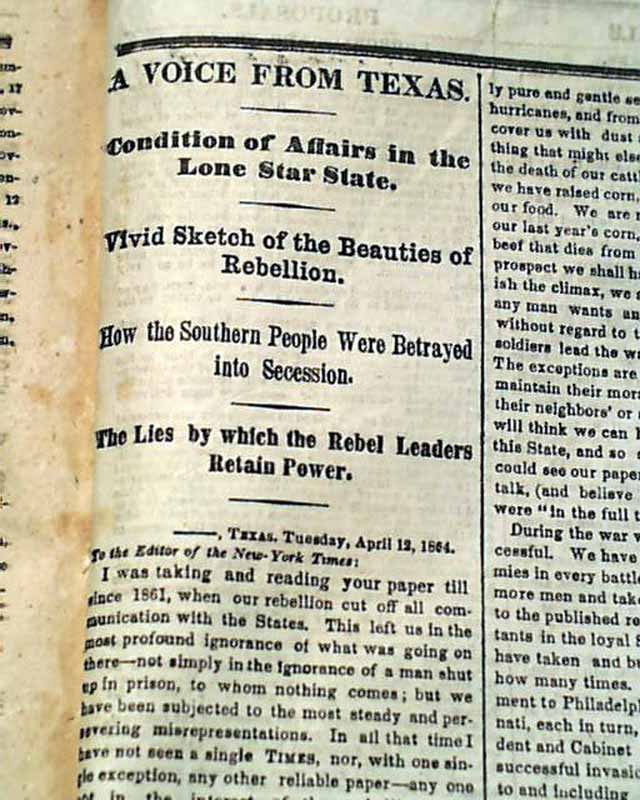 PROPOSALS.
A VOICE FROM TEXAS.
Condition of Affairs in the
Lone Star State.
Vivid Sketch of the Beauties of
Rebellion.
How the Southern People Were Betrayed
into Secession.
The Lies by which the Rebel Leaders
Retain Power.
——, TEXAS. Tuesday, April 12, 1864.
To the Editor of the New-York Times:
I was taking and reading your paper till
since 1861, when our rebellion cut off all com-
munication with the States. This left us in the
most profound ignorance of what was going on
there—not simply in the ignorance of a man shut
up in prison, to whom nothing comes; but we
have been subjected to the most steady and per-
severing misrepresentations. In all that time I
have not seen a single TIMES, nor, with one sin-
gle exception, any other reliable paper—any one
not in the interest of the
ly pure and gentle
hurricanes, and from
cover us with dust
thing that might else
the death of our
we have raised corn,
our food. We are
our last year's corn,
beef that dies from
prospect we shall
ish the climax, we
any man wants
without regard to
soldiers lead the
The exceptions are
maintain their
their neighbors' or
will think we can
this State, and so
could see our
talk, (and believe
were "in the full
During the war
cessful. We have
mies in every
more men and
to the published
tants in the loyal
have taken and
how many times.
ment to
nati, each in turn,
dent and Cabinet
successful
to and including